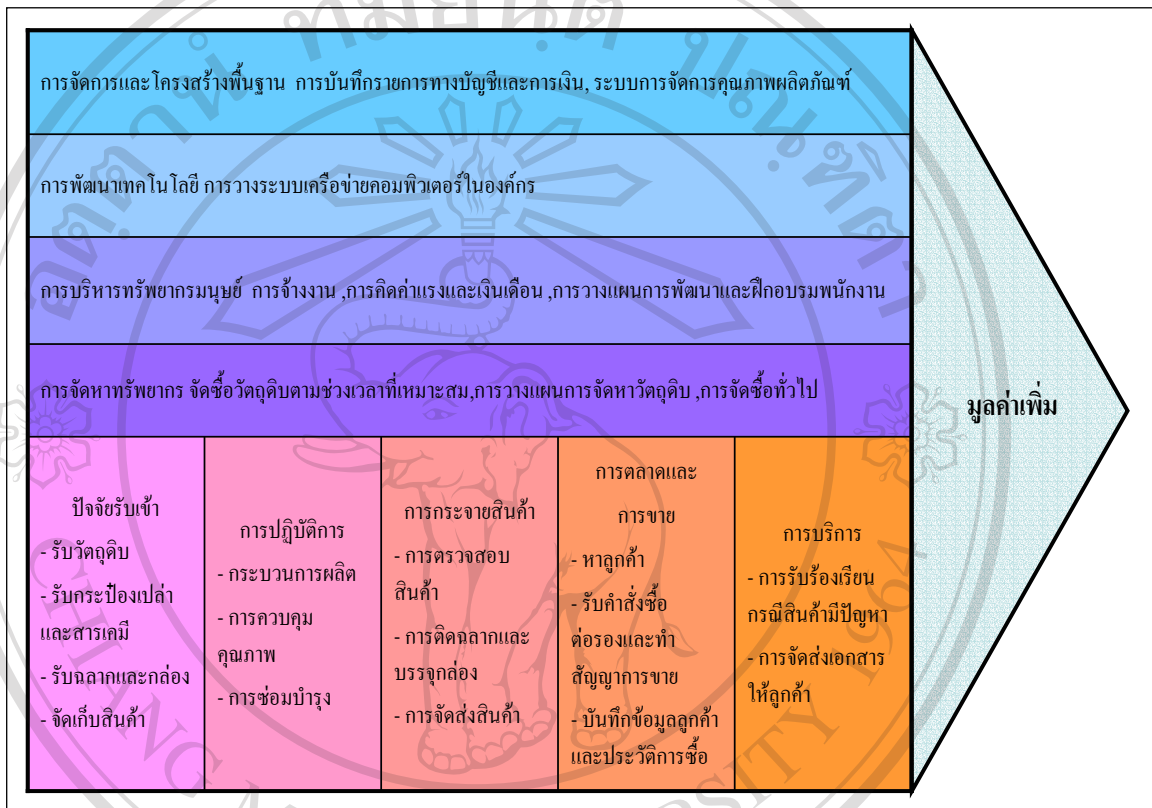 การจัดการและโครงสร้างพื้นฐาน การบันทึกรายการทางบัญชีและการเงิน, ระบบการจัดการคุณภาพผลิตภัณฑ์
การพัฒนาเทคโนโลยี การวางระบบเครือข่ายคอมพิวเตอร์ในองค์กร
การบริหารทรัพยากรมนุษย์ การจ้างงาน ,การคิดค่าแรงและเงินเดือน ,การวางแผนการพัฒนาและฝึกอบรมพนักงาน
การจัดหาทรัพยากร จัดซื้อวัตถุดิบตามช่วงเวลาที่เหมาะสม,การวางแผนการจัดหาวัตถุดิบ ,การจัดซื้อทั่วไป
ปัจจัยรับเข้า
- รับวัตถุดิบ
- รับกระป๋องเปล่า
และสารเคมี
- รับฉลากและกล่อง
- จัดเก็บสินค้า
การปฏิบัติการ
- กระบวนการผลิต
- การควบคุม
คุณภาพ
- การซ่อมบำรุง
การกระจายสินค้า
- การตรวจสอบ
สินค้า
- การติดฉลากและ
บรรจุกล่อง
- การจัดส่งสินค้า
การตลาดและ
การขาย
- หาลูกค้า
- รับคำสั่งซื้อ
ต่อรองและทำ
สัญญาการขาย
- บันทึกข้อมูลลูกค้า
และประวัติการซื้อ
การบริการ
- การรับร้องเรียน
กรณีสินค้ามีปัญหา
- การจัดส่งเอกสาร
ให้ลูกค้า
มูลค่าเพิ่ม